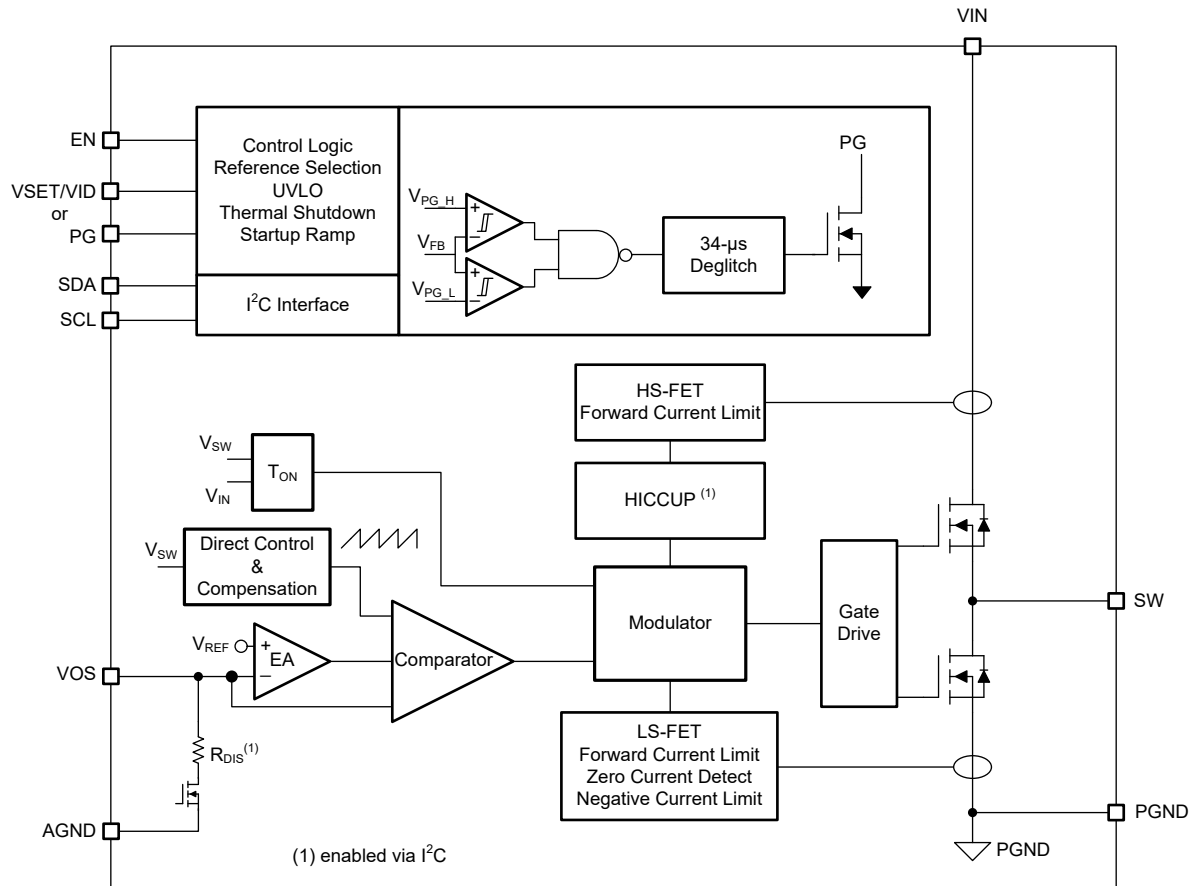 VIN
EN
VSET/VID
or
PG
SDA
SCL
Control Logic
Reference Selection
UVLO
Thermal Shutdown
Startup Ramp
I²C Interface
V_PG_H
+
−
V_FB
+
V_PG_L
−
34-µs
Deglitch
PG
HS-FET
Forward Current Limit
V_SW
V_IN
T_ON
HICCUP ⁽¹⁾
V_SW
Direct Control
&
Compensation
Modulator
Gate
Drive
SW
V_REF
+
EA
−
Comparator
VOS
R_DIS⁽¹⁾
LS-FET
Forward Current Limit
Zero Current Detect
Negative Current Limit
AGND
PGND
PGND
(1) enabled via I²C